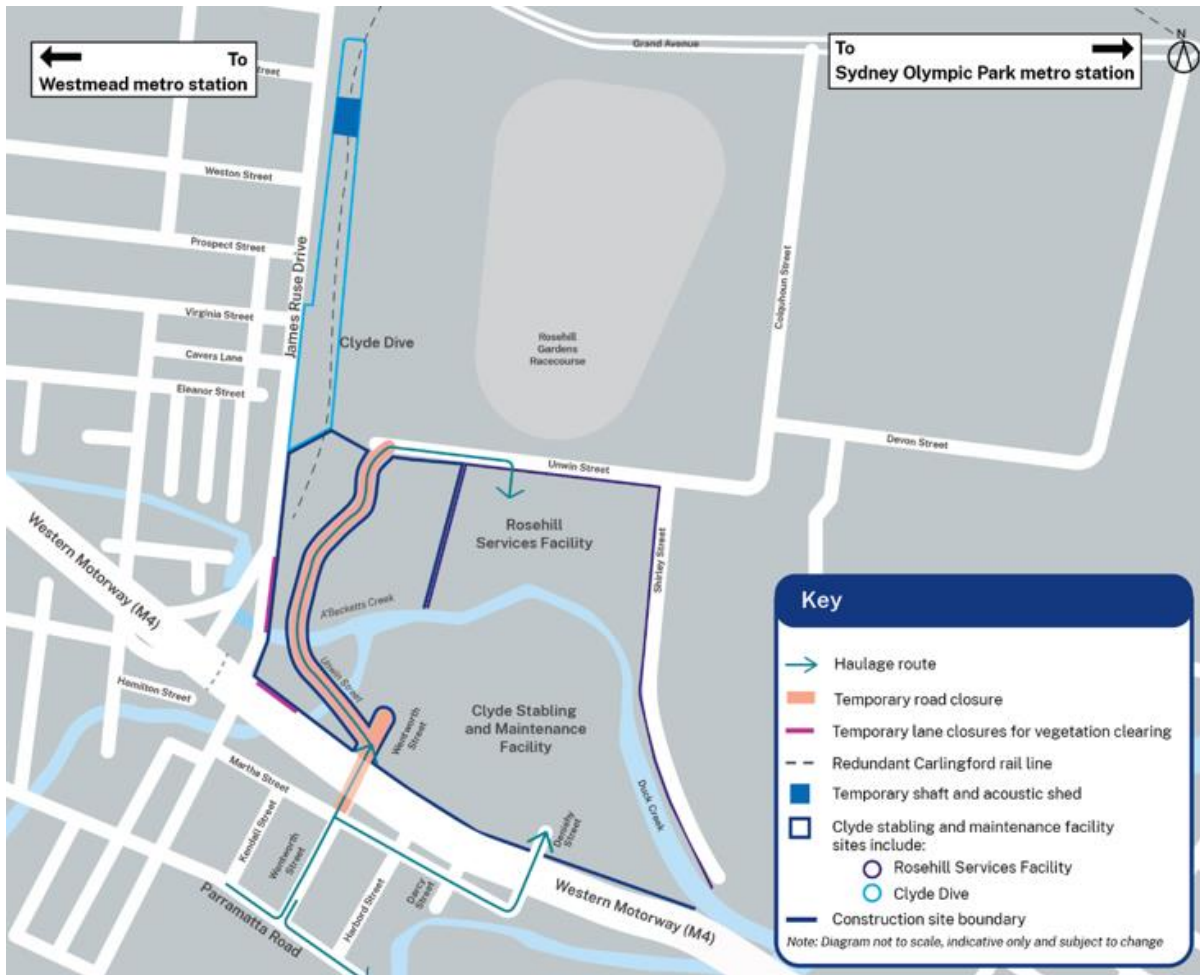 To
Westmead metro station
Street
Grand Avenue
To
Sydney Olympic Park metro station
N
Weston Street
Prospect Street
James Ruse Drive
Virginia Street
Cavers Lane
Eleanor Street
Clyde Dive
Rosehill
Gardens
Racecourse
Colquhoun Street
Devon Street
Unwin Street
Rosehill
Services Facility
Shirley Street
Western Motorway (M4)
A'Becketts Creek
Unwin Street
Hamilton Street
Wentworth
Street
Clyde Stabling
and Maintenance
Facility
Duck Creek
Martha Street
Kendall Street
Wentworth
Street
Harbord Street
Darcy
Street
Deniehy
Street
Parramatta Road
Western Motorway (M4)
Key
Haulage route
Temporary road closure
Temporary lane closures for vegetation clearing
Redundant Carlingford rail line
Temporary shaft and acoustic shed
Clyde stabling and maintenance facility
sites include:
Rosehill Services Facility
Clyde Dive
Construction site boundary
Note: Diagram not to scale, indicative only and subject to change